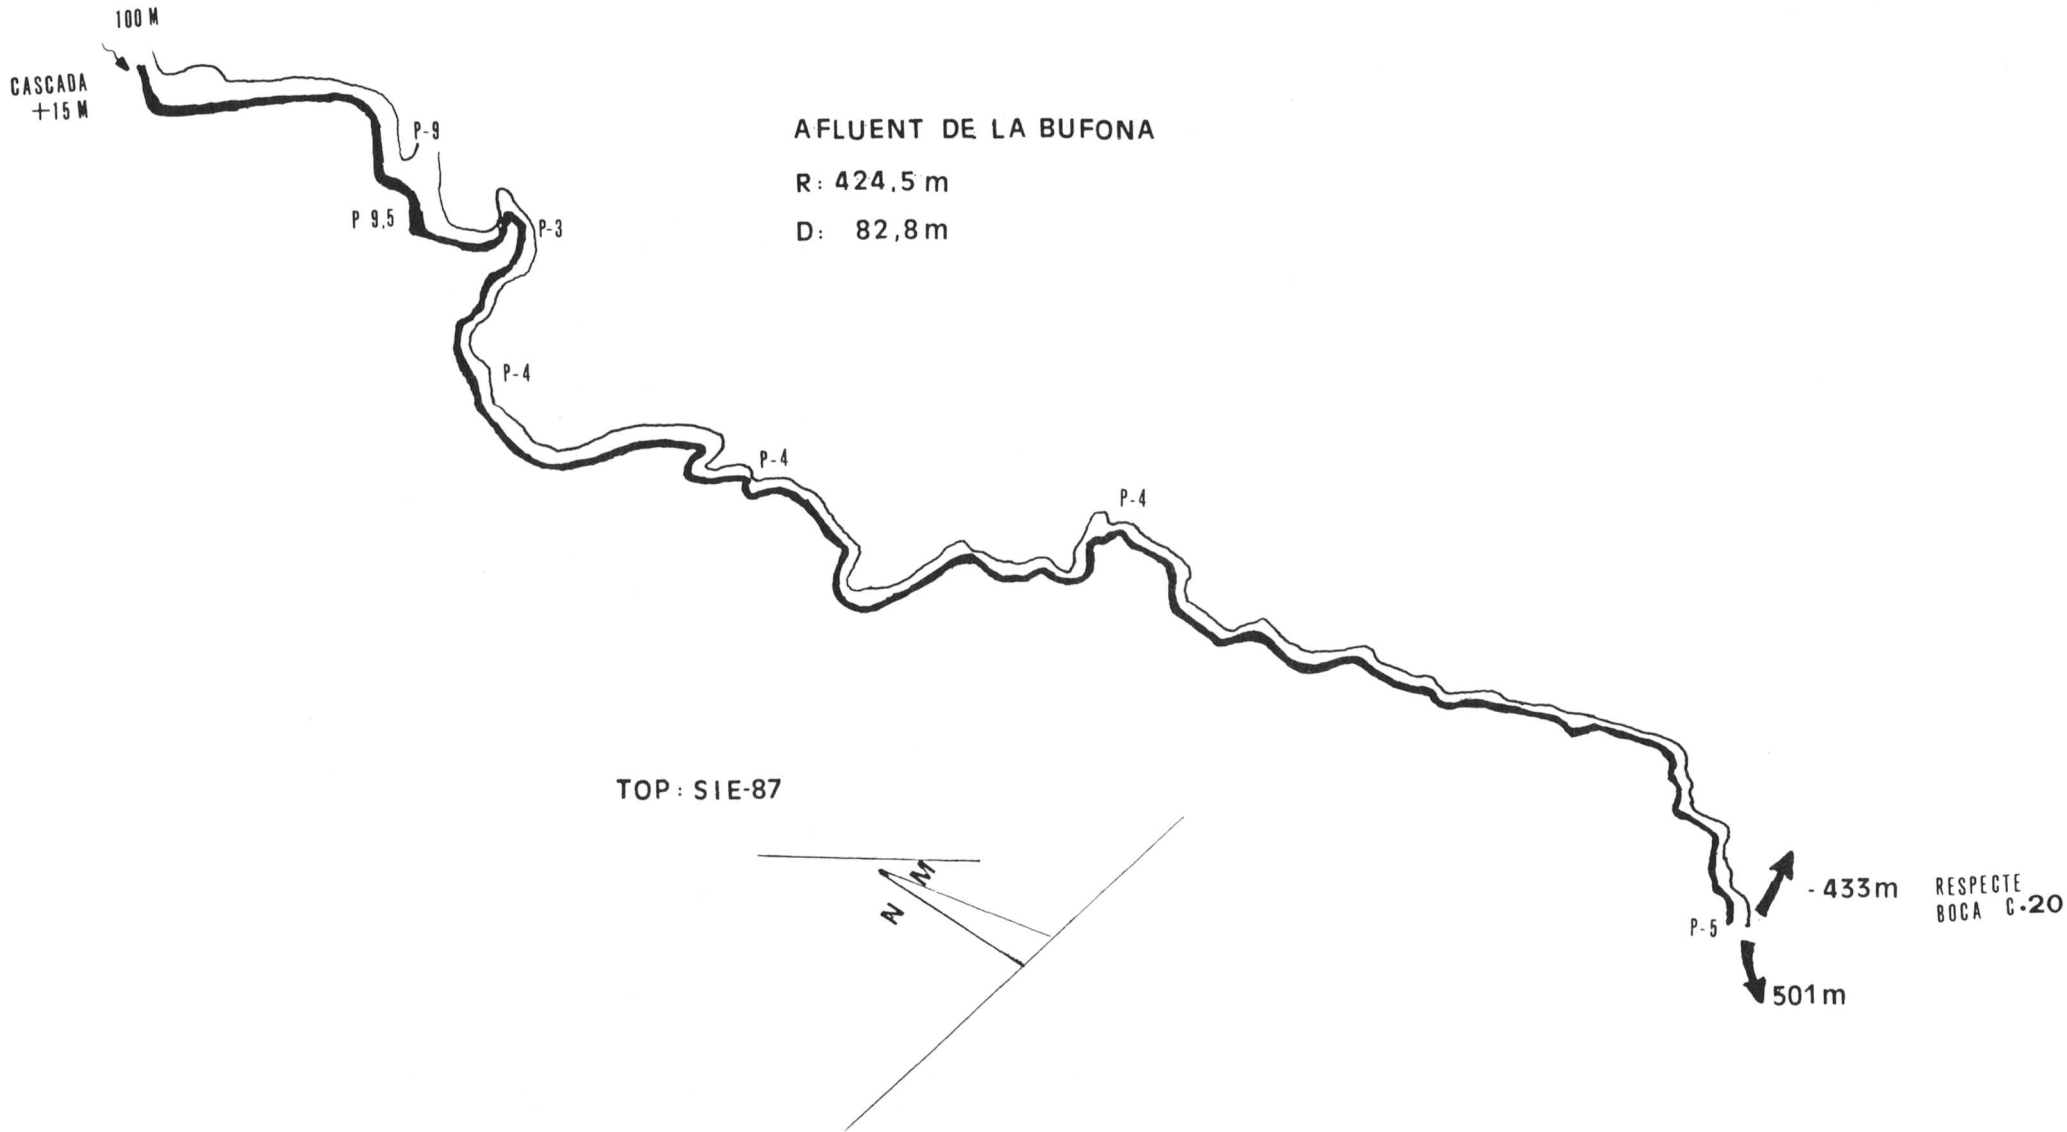 100 M
CASCADA
+15 M
P-9
AFLUENT DE LA BUFONA
R: 424,5 m
D: 82,8 m
P 9,5
P-3
P-4
P-4
P-4
TOP: SIE-87
M
N
-433m
RESPECTE
BOCA C.20
P-5
501m